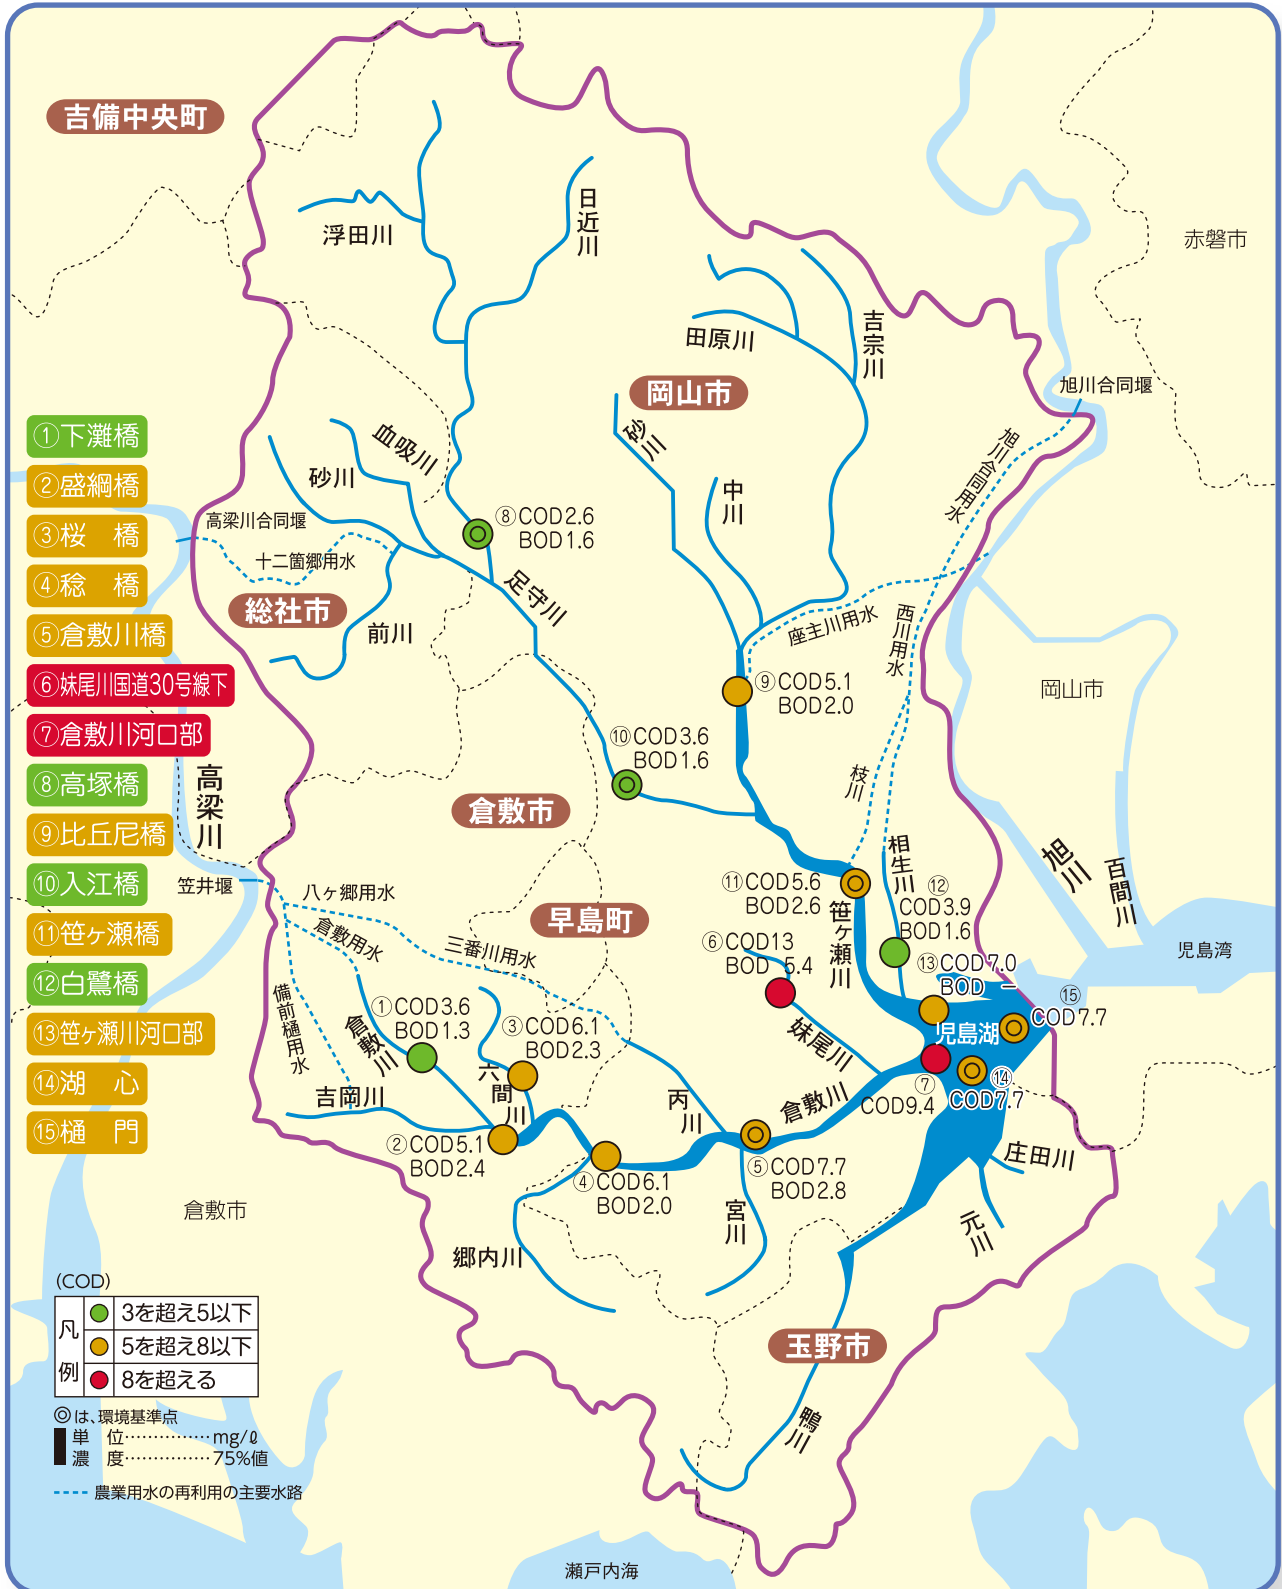 吉備中央町
浮田川
日近川
赤磐市
田原川
吉宗川
岡山市
旭川合同堰
砂川
血吸川
砂川
中川
旭川合同用水
①下灘橋
②盛綱橋
③桜　橋
④稔　橋
⑤倉敷川橋
⑥妹尾川国道30号線下
⑦倉敷川河口部
⑧高塚橋
⑨比丘尼橋
⑩入江橋
⑪笹ヶ瀬橋
⑫白鷺橋
⑬笹ヶ瀬川河口部
⑭湖　心
⑮樋　門
高梁川合同堰
十二箇郷用水
⑧COD2.6
BOD1.6
足守川
総社市
前川
座主川用水
西川用水
岡山市
⑨COD5.1
BOD2.0
⑩COD3.6
BOD1.6
枝川
高梁川
倉敷市
相生川
旭川
百間川
笠井堰
八ヶ郷用水
倉敷用水
三番川用水
早島町
⑪COD5.6
BOD2.6
笹ヶ瀬川
⑫
COD3.9
BOD1.6
⑥COD13
BOD 5.4
⑬COD7.0
BOD －
児島湾
⑮
COD7.7
児島湖
備前樋用水
①COD3.6
BOD1.3
倉敷川
③COD6.1
BOD2.3
妹尾川
六間川
吉岡川
丙川
倉敷川
⑦
COD9.4
⑭
COD7.7
②COD5.1
BOD2.4
④COD6.1
BOD2.0
⑤COD7.7
BOD2.8
庄田川
宮川
元川
倉敷市
郷内川
玉野市
鴨川
(COD)
凡例
3を超え5以下
5を超え8以下
8を超える
◎は、環境基準点
単　位……………mg/ℓ
濃　度……………75%値
農業用水の再利用の主要水路
瀬戸内海